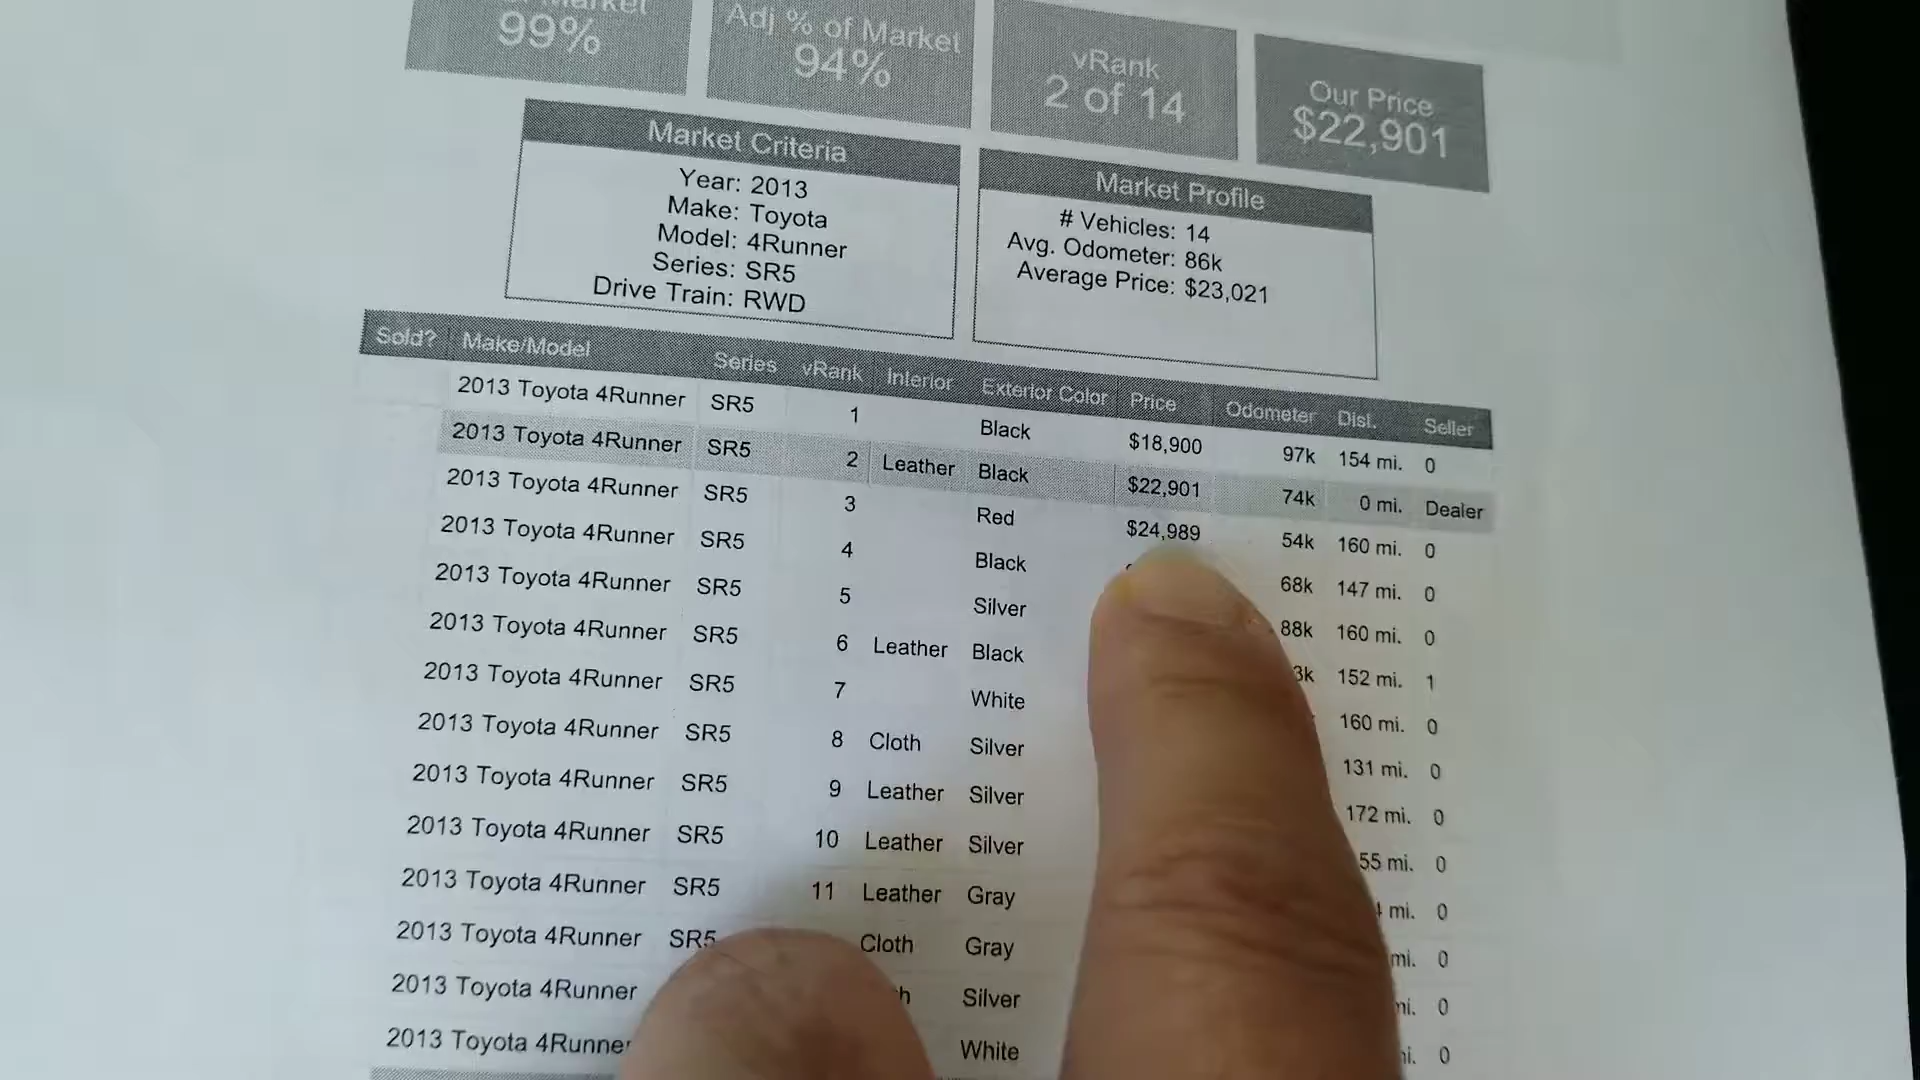 Market
99%
Adj % of Market
94%
vRank
2 of 14
Our Price
$22,901
Market Criteria
Year: 2013
Make: Toyota
Model: 4Runner
Series: SR5
Drive Train: RWD
Market Profile
# Vehicles: 14
Avg. Odometer: 86k
Average Price: $23,021
Sold? Make/Model Series vRank Interior Exterior Color Price Odometer Dist. Seller
2013 Toyota 4Runner SR5 1 Black $18,900 97k 154 mi. 0
2013 Toyota 4Runner SR5 2 Leather Black $22,901 74k 0 mi. Dealer
2013 Toyota 4Runner SR5 3 Red $24,989 54k 160 mi. 0
2013 Toyota 4Runner SR5 4 Black 68k 147 mi. 0
2013 Toyota 4Runner SR5 5 Silver 88k 160 mi. 0
2013 Toyota 4Runner SR5 6 Leather Black 3k 152 mi. 1
2013 Toyota 4Runner SR5 7 White 160 mi. 0
2013 Toyota 4Runner SR5 8 Cloth Silver 131 mi. 0
2013 Toyota 4Runner SR5 9 Leather Silver 172 mi. 0
2013 Toyota 4Runner SR5 10 Leather Silver 55 mi. 0
2013 Toyota 4Runner SR5 11 Leather Gray mi. 0
2013 Toyota 4Runner SR5 Cloth Gray mi. 0
2013 Toyota 4Runner Silver mi. 0
2013 Toyota 4Runner White 0